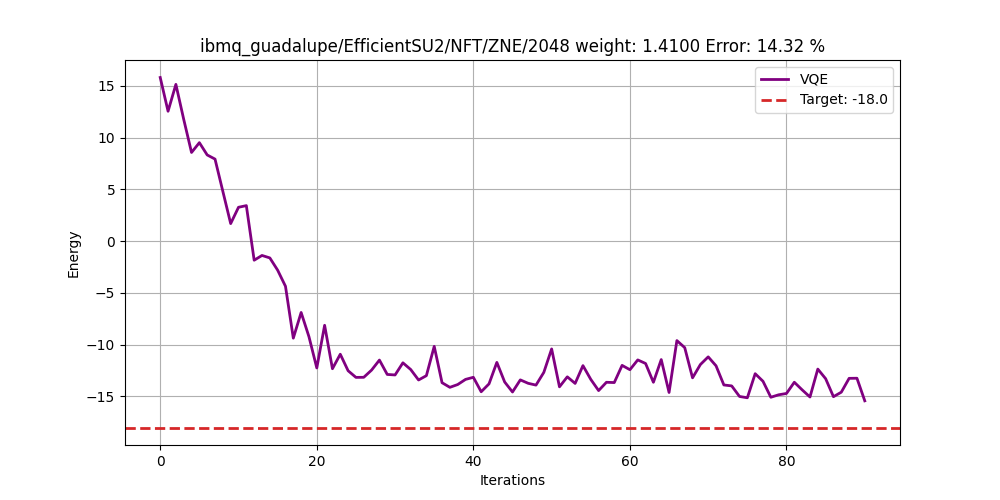 ibmq_guadalupe/EfficientSU2/NFT/ZNE/2048 weight: 1.4100 Error: 14.32 %
VQE
Target: -18.0
15
10
5
0
−5
−10
−15
Energy
0 20 40 60 80
Iterations